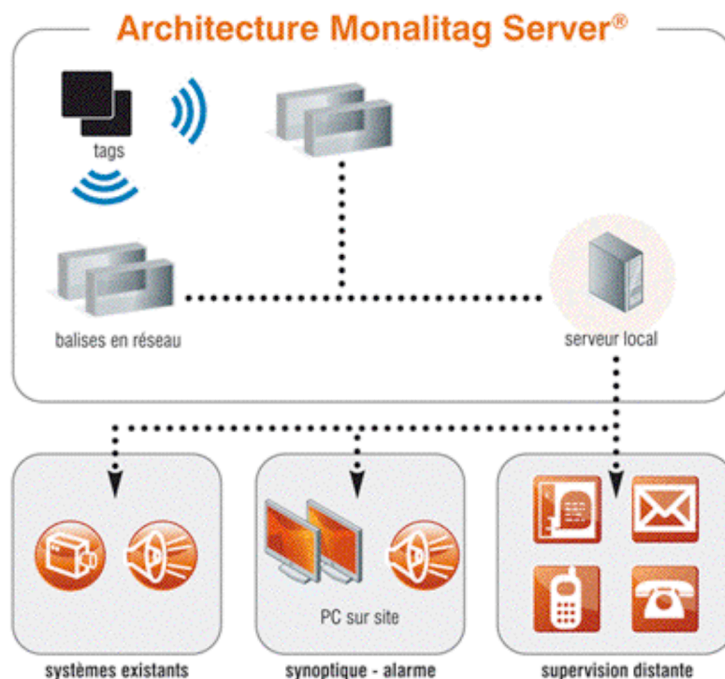 Architecture Monalitag Server®
tags
balises en réseau
serveur local
PC sur site
systèmes existants
synoptique - alarme
supervision distante